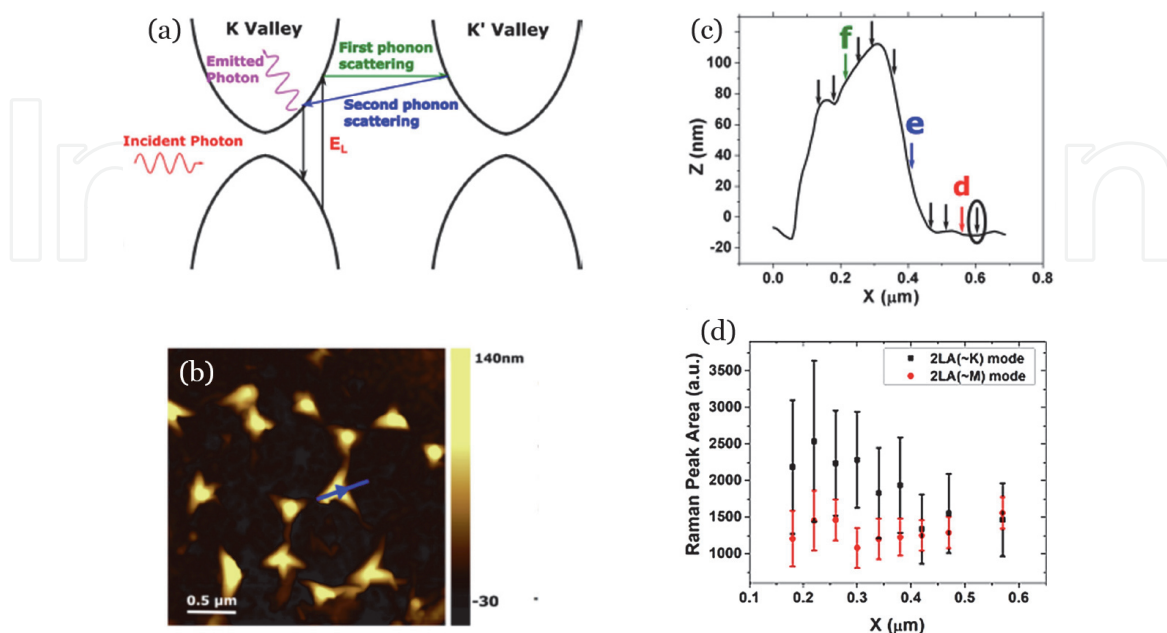 (a)
K Valley
K' Valley
Emitted
Photon
First phonon
scattering
Second phonon
scattering
Incident Photon
E_L
(b)
140nm
-30
0.5 μm
(c)
Z (nm)
100
80
60
40
20
0
-20
f
e
d
0.0 0.2 0.4 0.6 0.8
X (μm)
(d)
Raman Peak Area (a.u.)
3500
3000
2500
2000
1500
1000
2LA(~K) mode
2LA(~M) mode
0.1 0.2 0.3 0.4 0.5 0.6
X (μm)